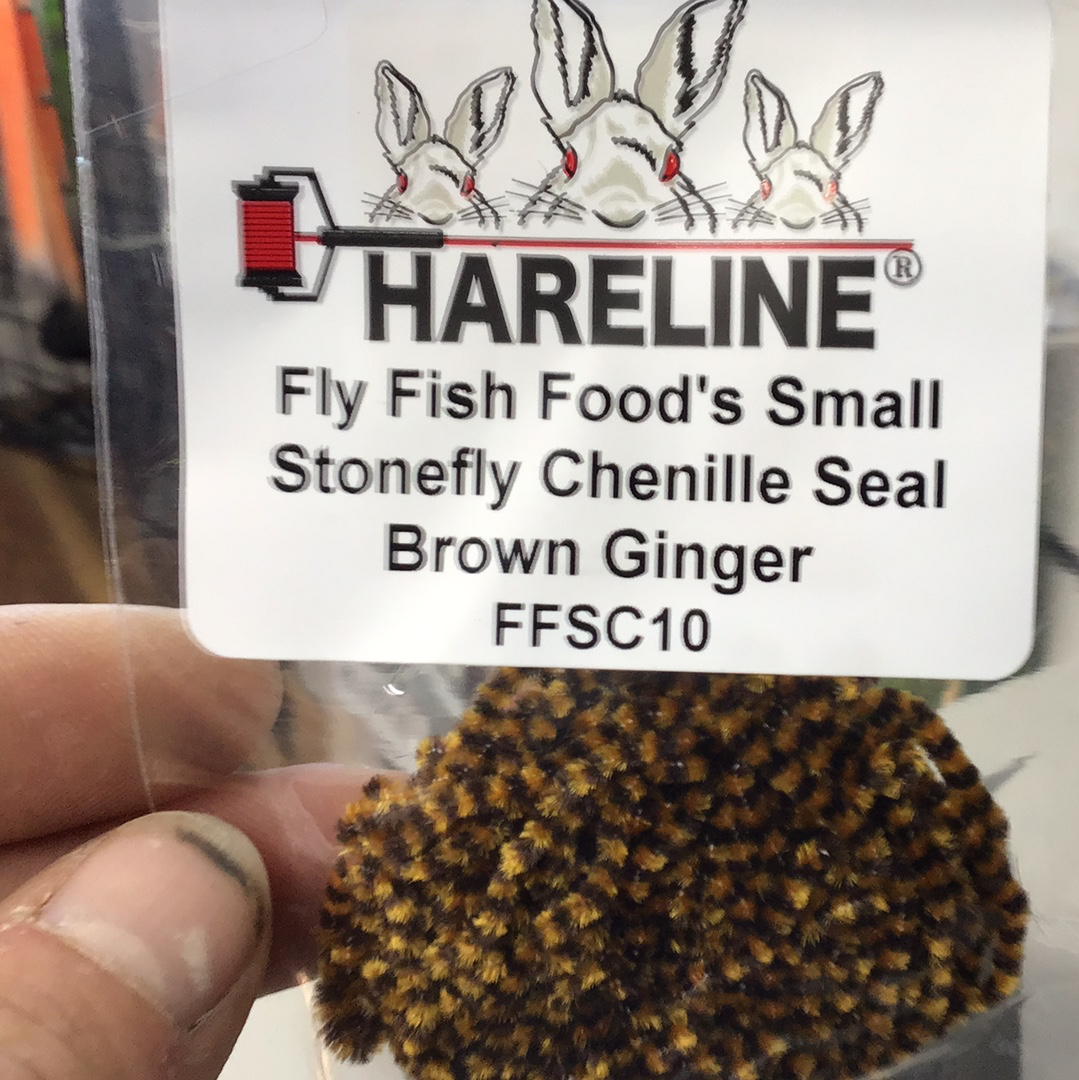 HARELINE®
Fly Fish Food's Small
Stonefly Chenille Seal
Brown Ginger
FFSC10